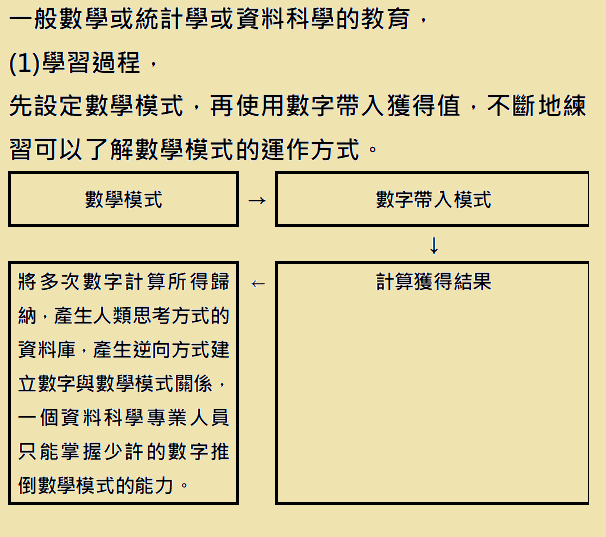 一般數學或統計學或資料科學的教育，
(1)學習過程，
先設定數學模式，再使用數字帶入獲得值，不斷地練
習可以了解數學模式的運作方式。
數學模式 → 數字帶入模式
↓
將多次數字計算所得歸 ← 計算獲得結果
納，產生人類思考方式的
資料庫，產生逆向方式建
立數字與數學模式關係，
一個資料科學專業人員
只能掌握少許的數字推
倒數學模式的能力。